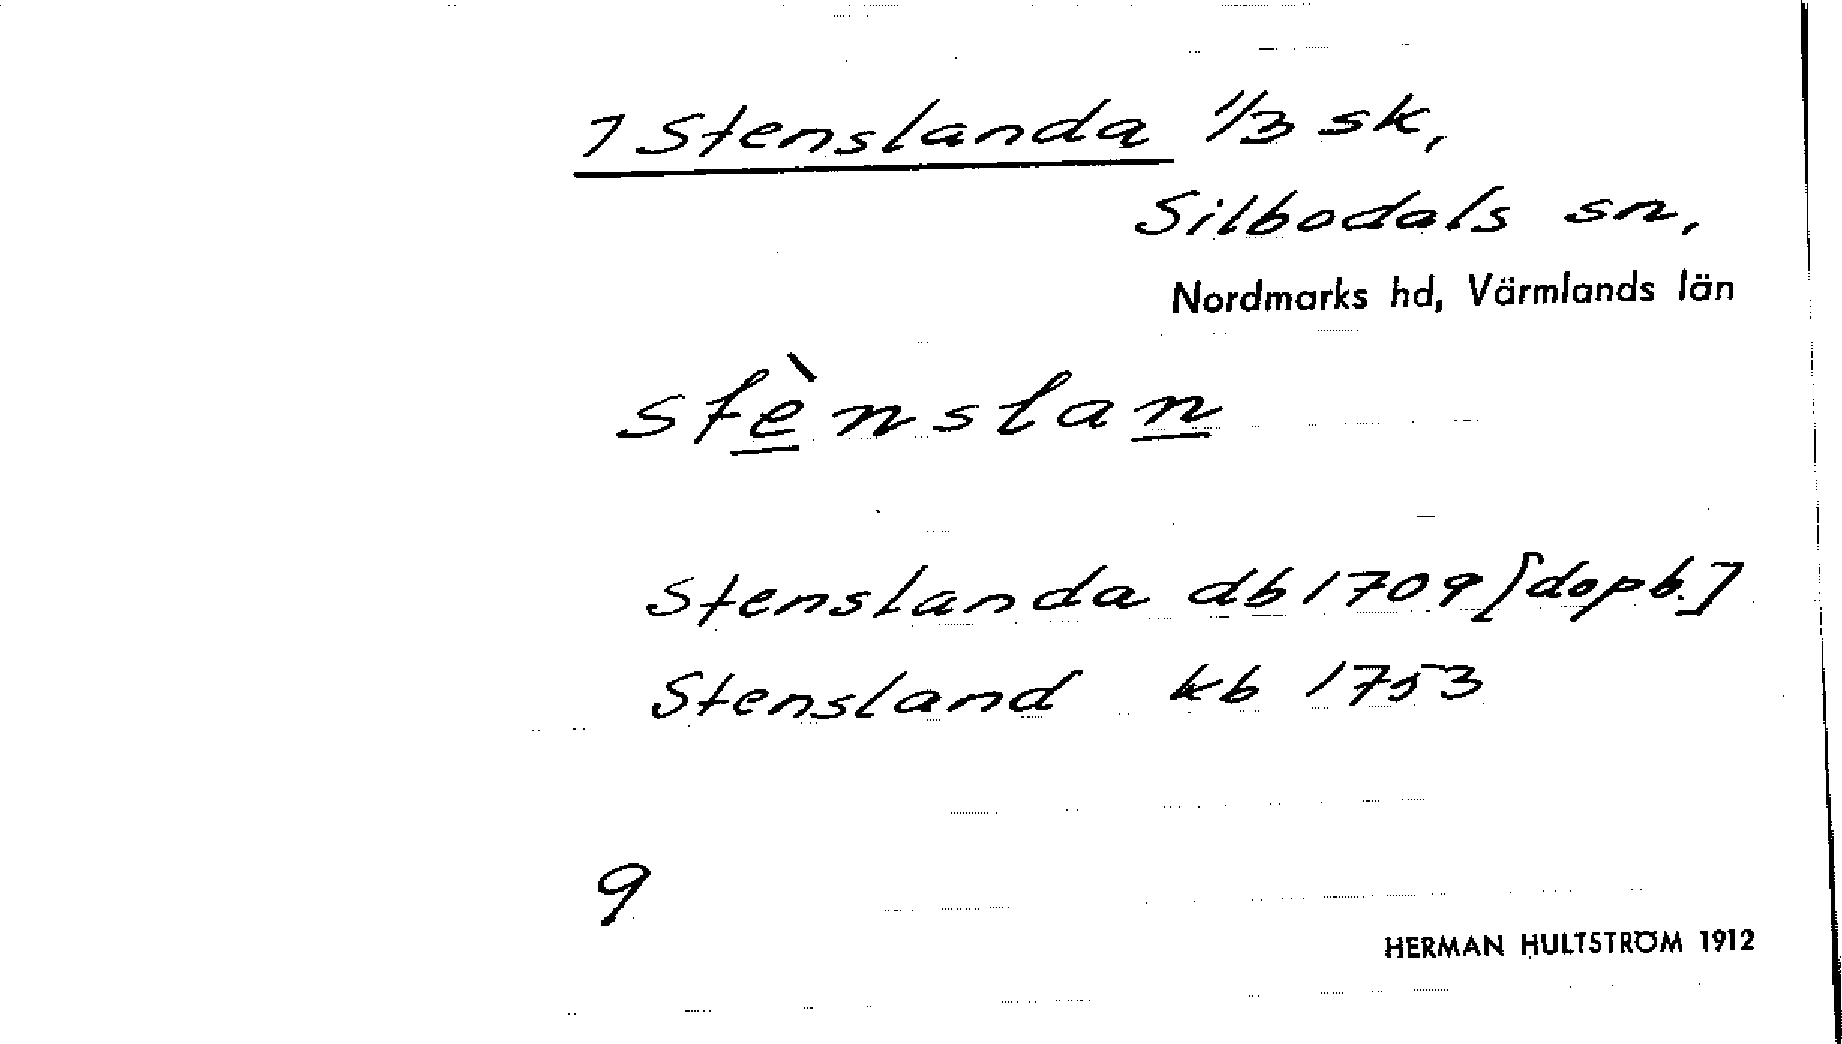 7 Stenslanda 1/3 sk,
Silbodals sn,
Nordmarks hd, Värmlands län
stènslan
Stenslanda db 1709 [dopb.]
Stensland kb 1753
9
HERMAN HULTSTRÖM 1912